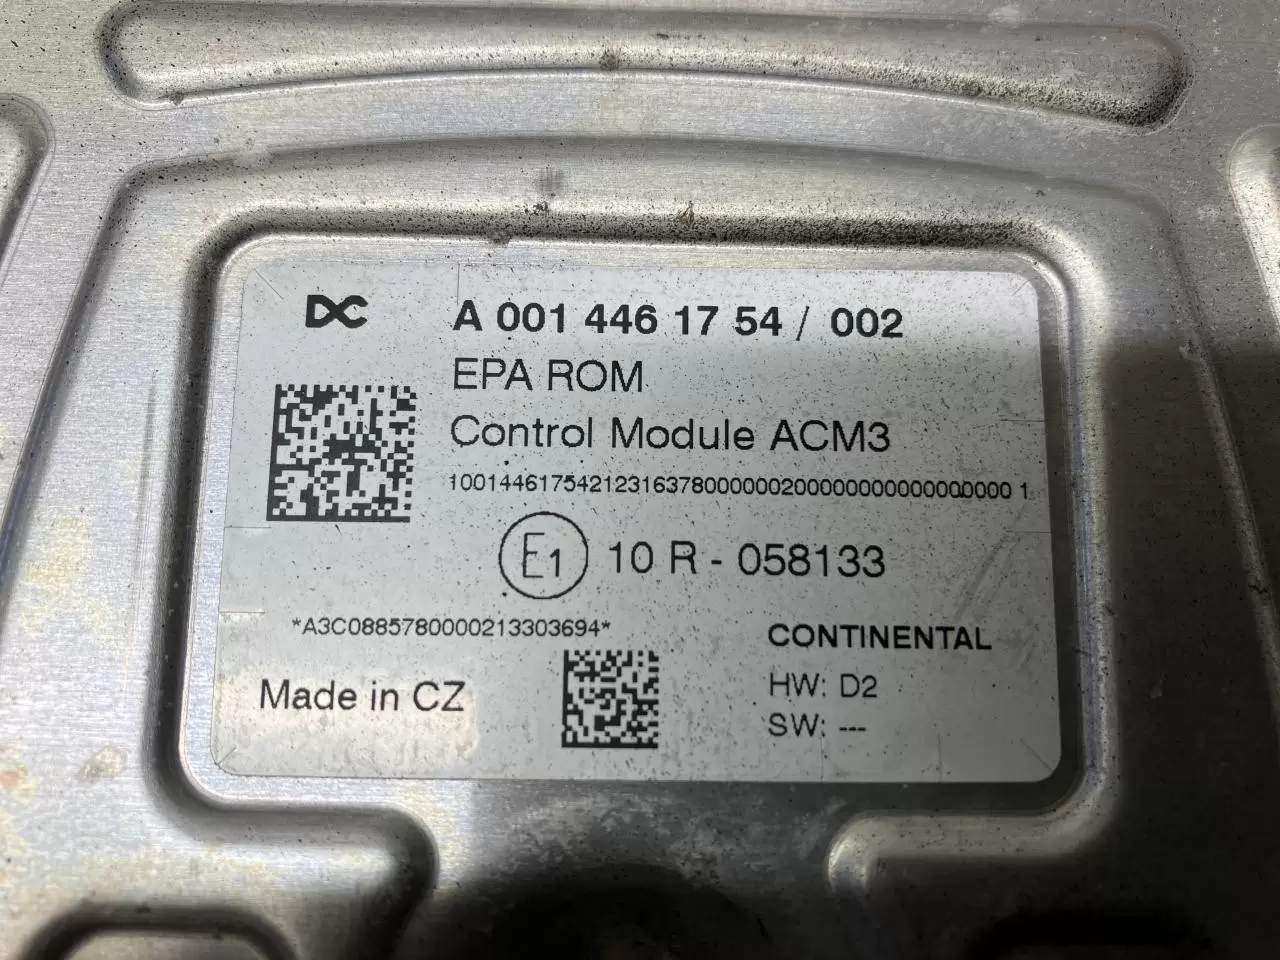 DC
A 001 446 17 54 / 002
EPA ROM
Control Module ACM3
10014461754212316378000000200000000000000000 1
E1 10 R - 058133
*A3C0885780000213303694*
CONTINENTAL
Made in CZ
HW: D2
SW: ---